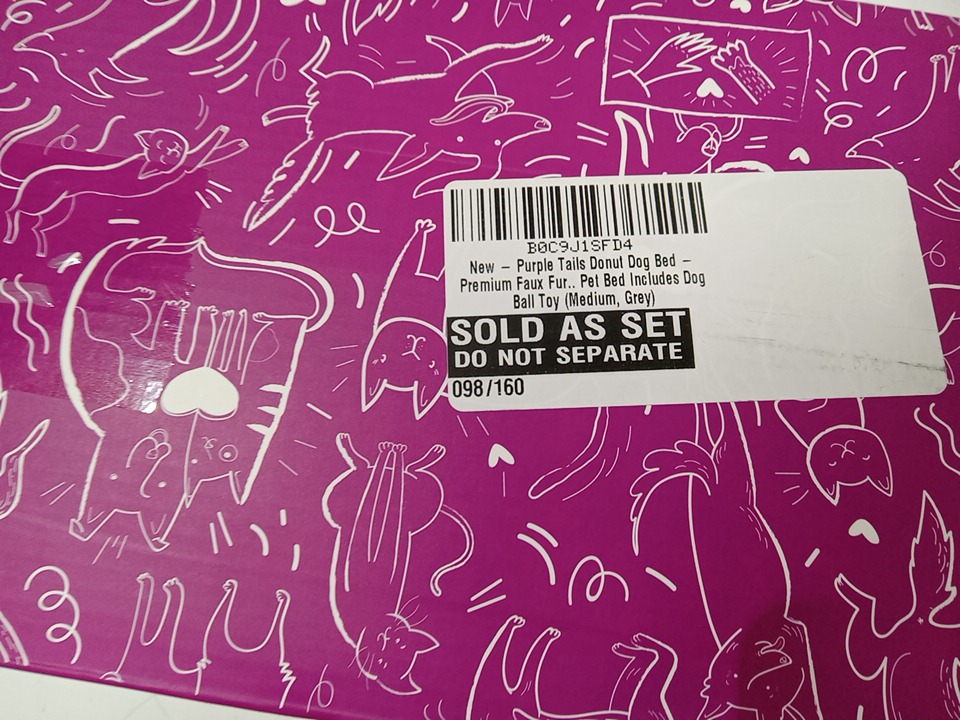 B0C9J1SFD4
New – Purple Tails Donut Dog Bed –
Premium Faux Fur.. Pet Bed Includes Dog
Ball Toy (Medium, Grey)
SOLD AS SET
DO NOT SEPARATE
098/160